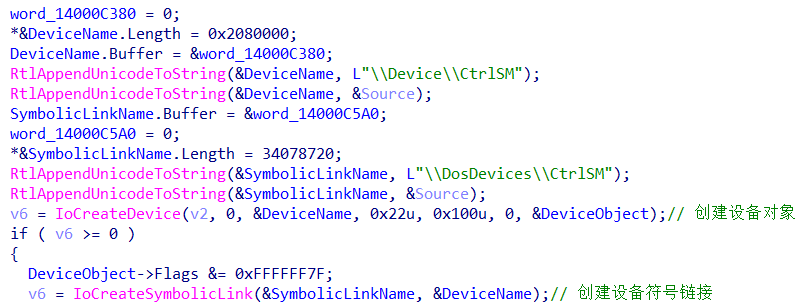 word_14000C380 = 0;
*&DeviceName.Length = 0x2080000;
DeviceName.Buffer = &word_14000C380;
RtlAppendUnicodeToString(&DeviceName, L"\\Device\\CtrlSM");
RtlAppendUnicodeToString(&DeviceName, &Source);
SymbolicLinkName.Buffer = &word_14000C5A0;
word_14000C5A0 = 0;
*&SymbolicLinkName.Length = 34078720;
RtlAppendUnicodeToString(&SymbolicLinkName, L"\\DosDevices\\CtrlSM");
RtlAppendUnicodeToString(&SymbolicLinkName, &Source);
v6 = IoCreateDevice(v2, 0, &DeviceName, 0x22u, 0x100u, 0, &DeviceObject);// 创建设备对象
if ( v6 >= 0 )
{
  DeviceObject->Flags &= 0xFFFFFF7F;
  v6 = IoCreateSymbolicLink(&SymbolicLinkName, &DeviceName);// 创建设备符号链接